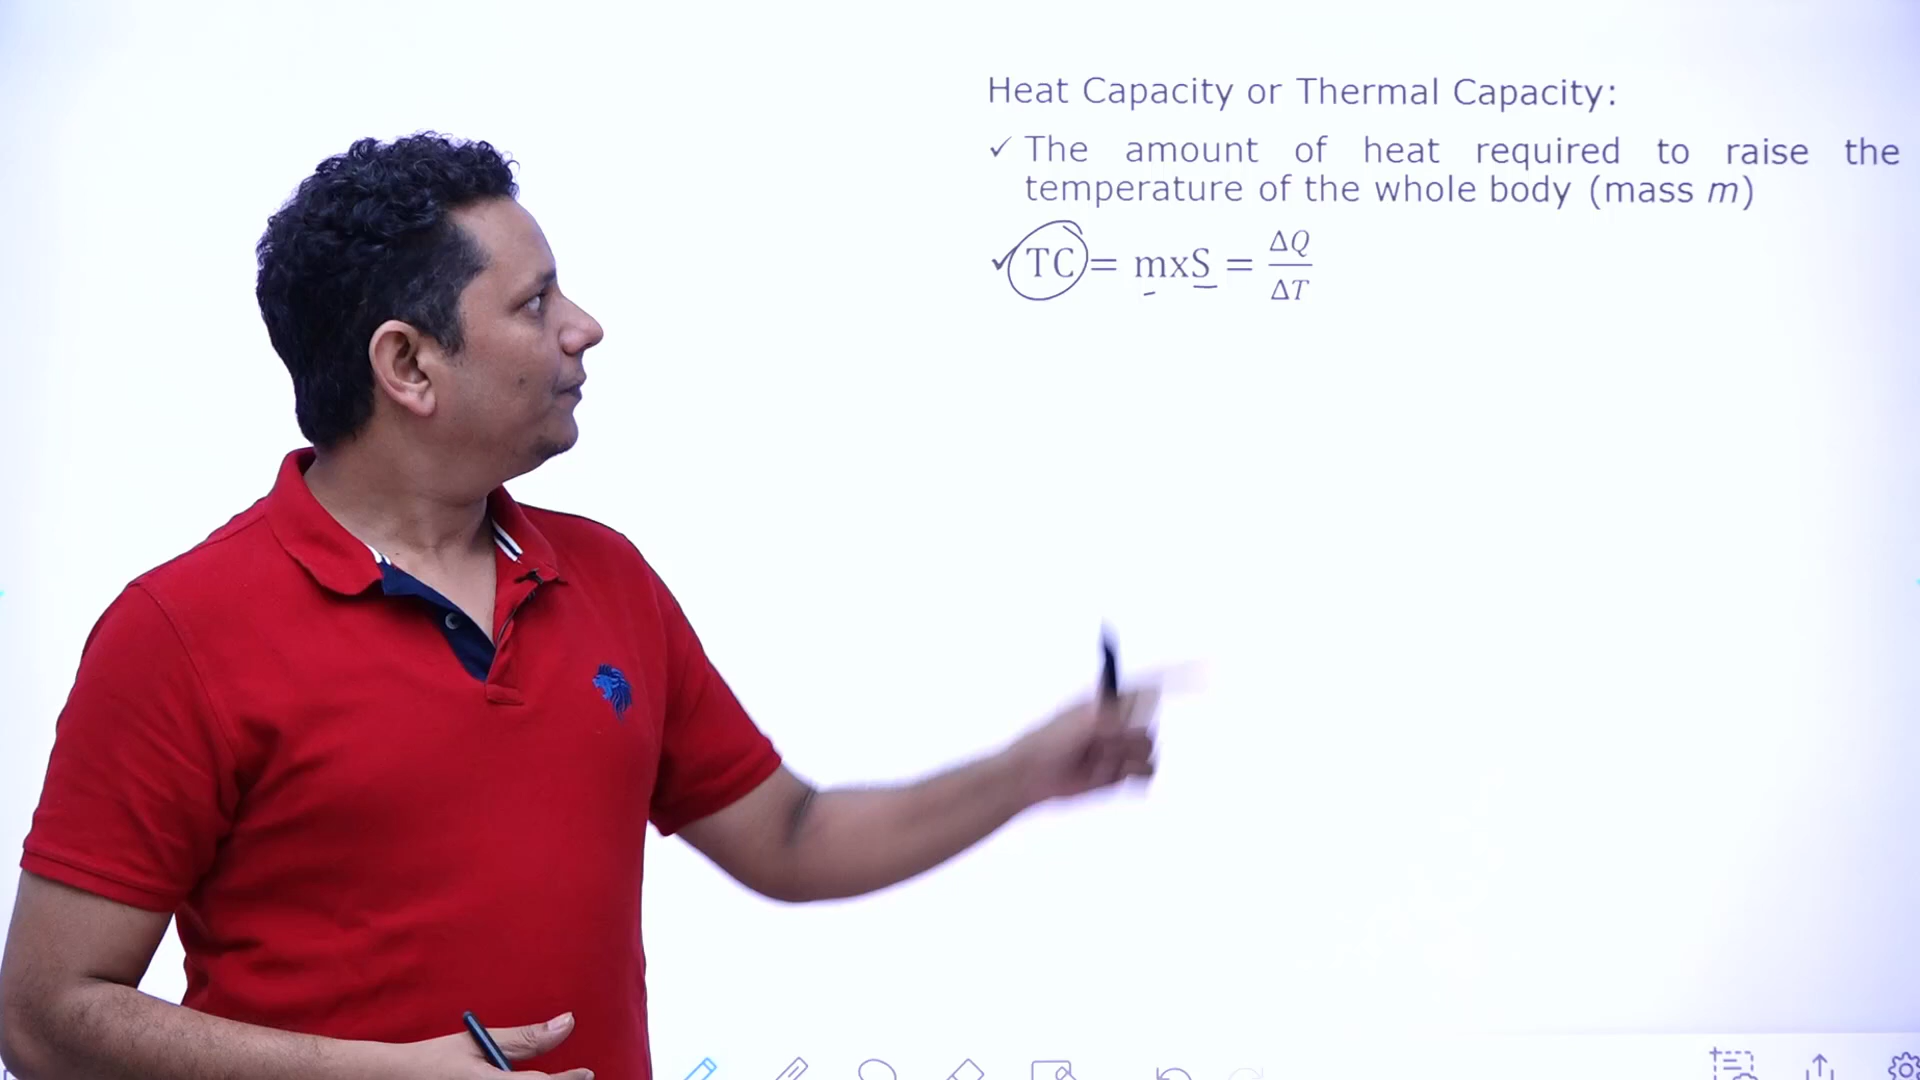 Heat Capacity or Thermal Capacity:
✓ The amount of heat required to raise the
temperature of the whole body (mass m)
✓ TC = mxS = ΔQ/ΔT